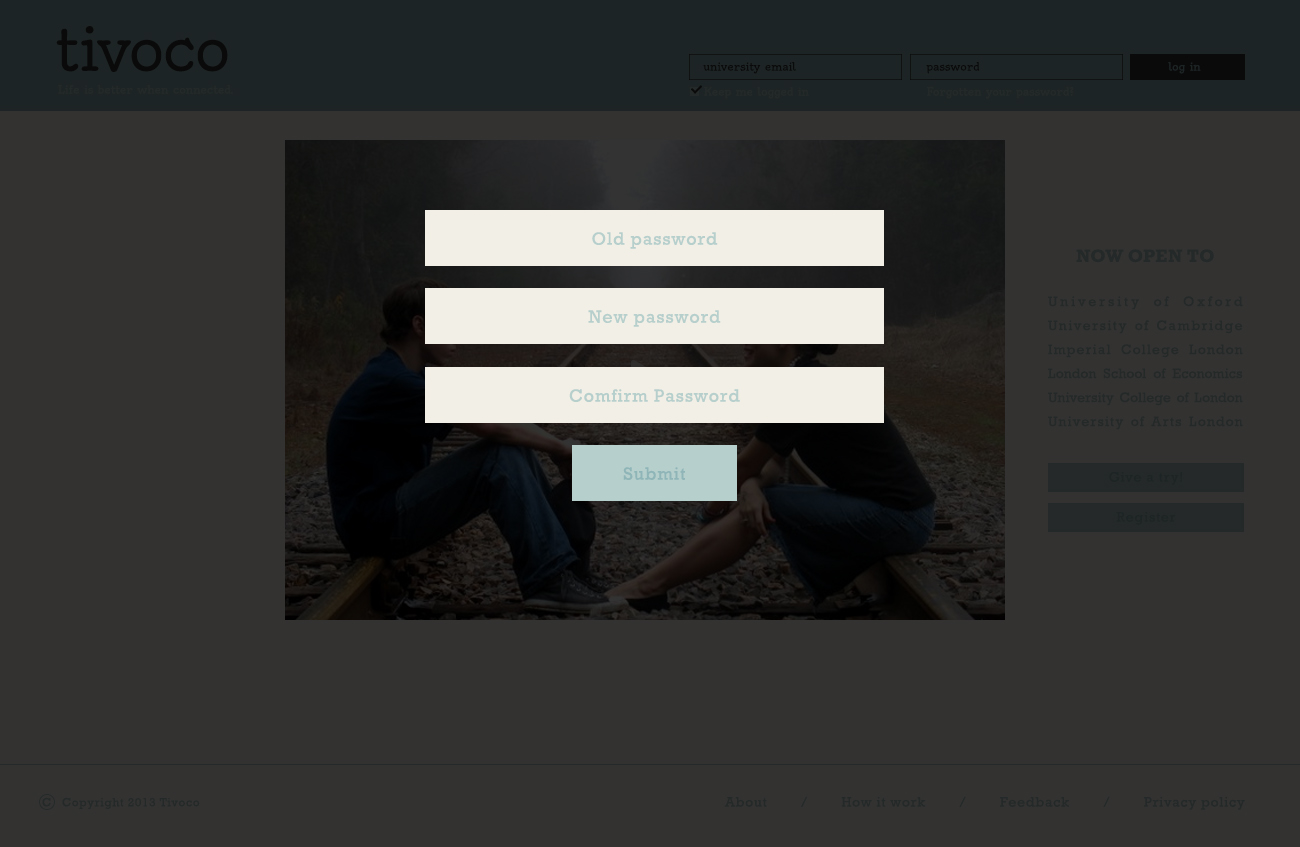 tivoco
Life is better when connected
university email
password
log in
Keep me logged in
Forgotten your password?
Old password
New password
Comfirm Password
Submit
NOW OPEN TO
University of Oxford
University of Cambridge
Imperial College London
London School of Economics
University College of London
University of Arts London
Give a try!
Register
© Copyright 2013 Tivoco
About / How it work / Feedback / Privacy policy